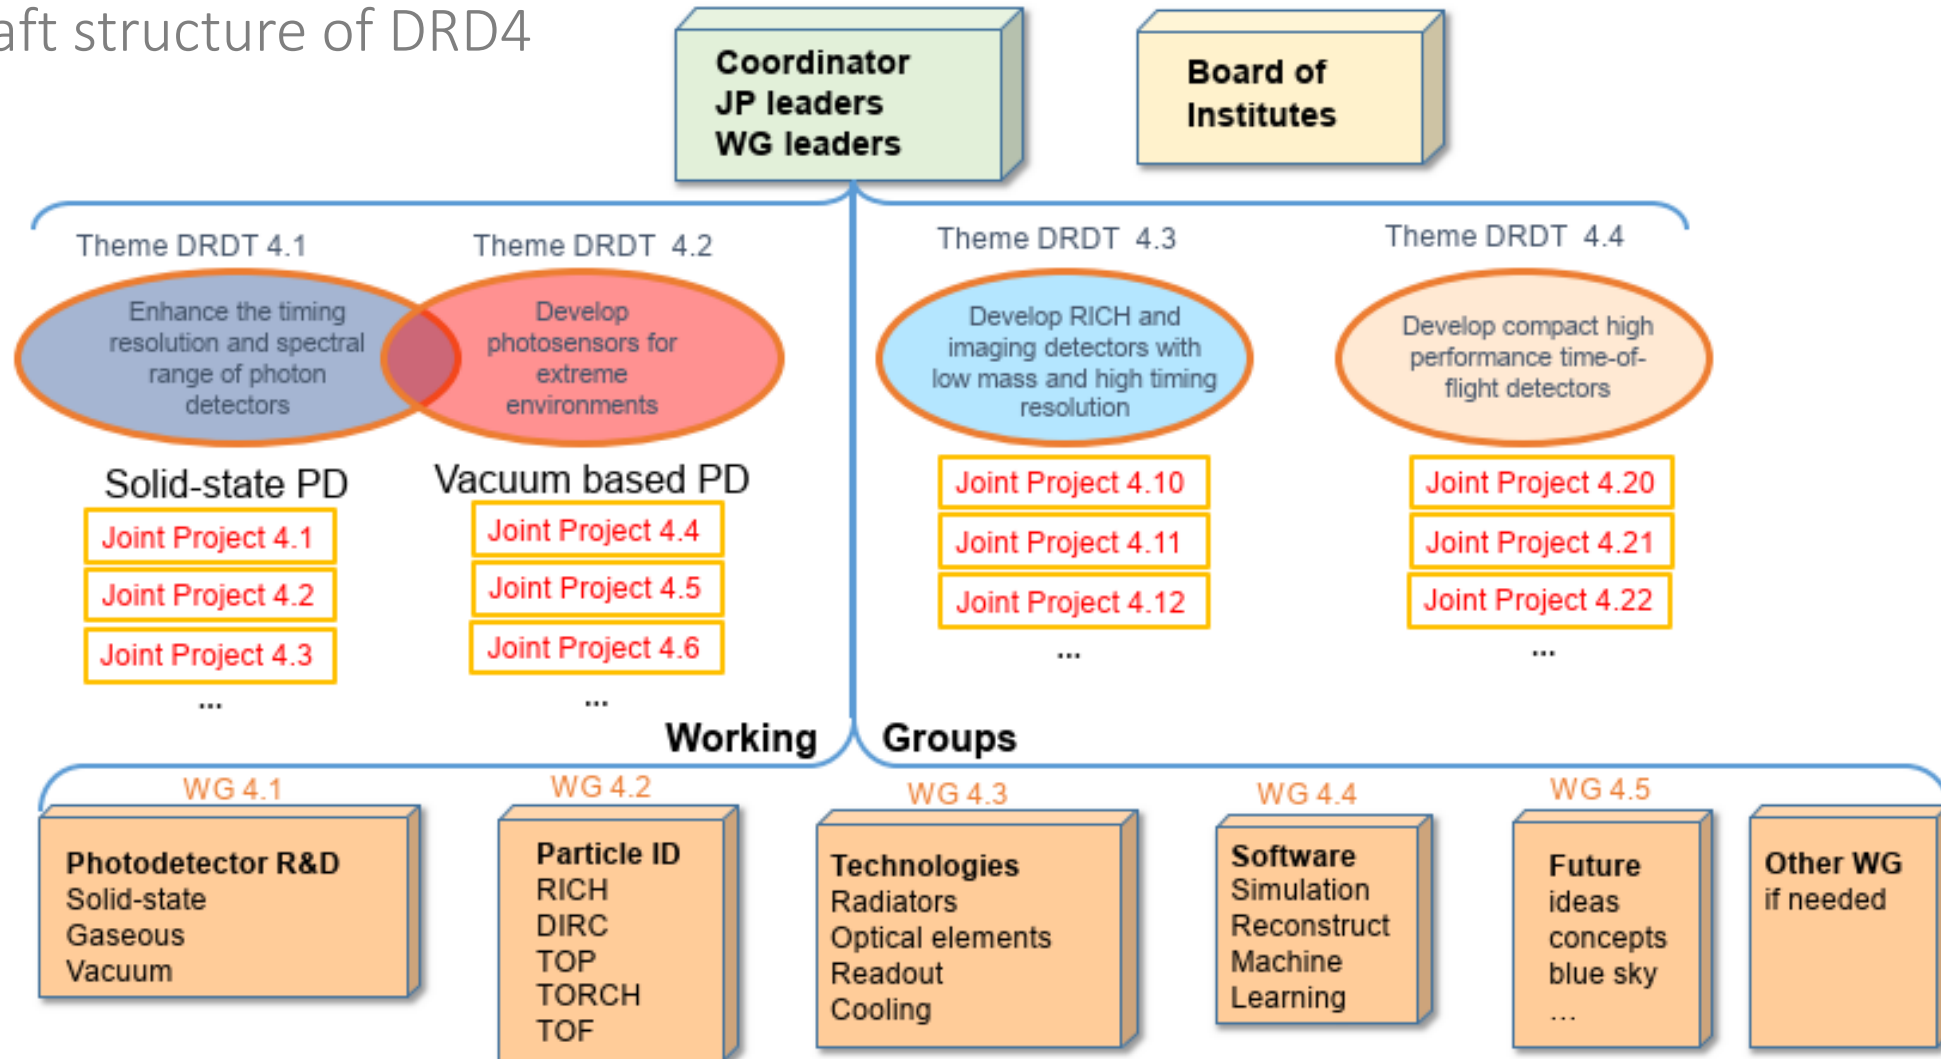 aft structure of DRD4
Coordinator
JP leaders
WG leaders
Board of
Institutes
Theme DRDT 4.1
Theme DRDT 4.2
Theme DRDT 4.3
Theme DRDT 4.4
Enhance the timing
resolution and spectral
range of photon
detectors
Develop
photosensors for
extreme
environments
Develop RICH and
imaging detectors with
low mass and high timing
resolution
Develop compact high
performance time-of-
flight detectors
Solid-state PD
Joint Project 4.1
Joint Project 4.2
Joint Project 4.3
...
Vacuum based PD
Joint Project 4.4
Joint Project 4.5
Joint Project 4.6
...
Joint Project 4.10
Joint Project 4.11
Joint Project 4.12
...
Joint Project 4.20
Joint Project 4.21
Joint Project 4.22
...
Working Groups
WG 4.1
Photodetector R&D
Solid-state
Gaseous
Vacuum
WG 4.2
Particle ID
RICH
DIRC
TOP
TORCH
TOF
WG 4.3
Technologies
Radiators
Optical elements
Readout
Cooling
WG 4.4
Software
Simulation
Reconstruct
Machine
Learning
WG 4.5
Future
ideas
concepts
blue sky
...
Other WG
if needed